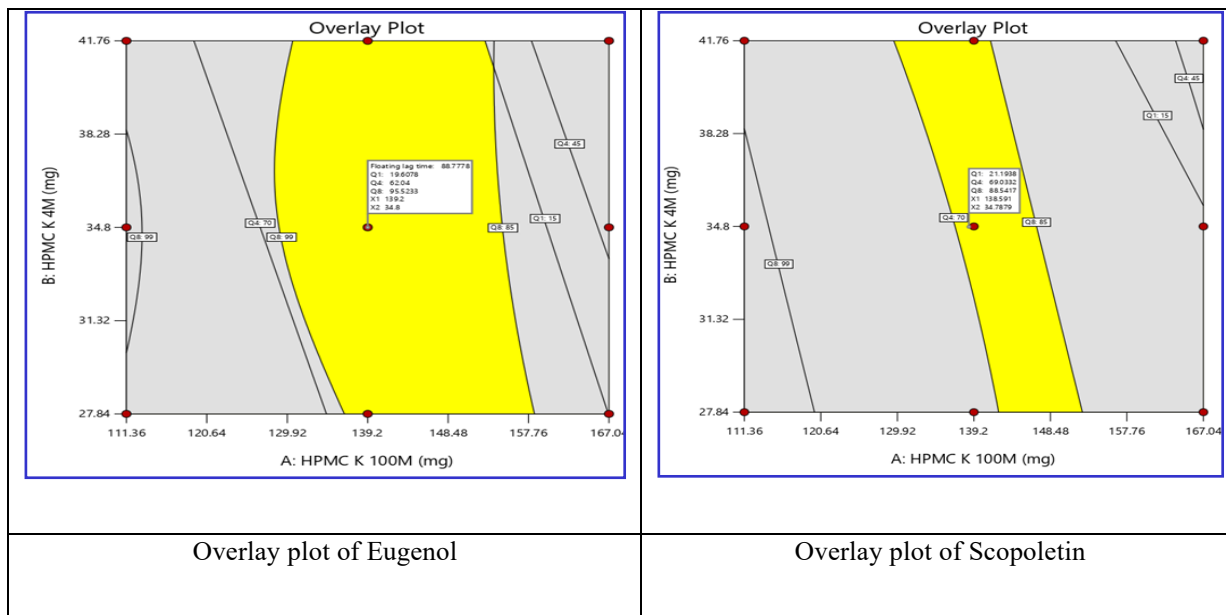 Overlay Plot
41.76
38.28
34.8
31.32
27.84
B: HPMC K 4M (mg)
Q8: 99
Q4: 70
Q8: 99
Floating lag time: 88.7778
Q1: 19.6078
Q4: 62.04
Q8: 95.5233
X1 139.2
X2 34.8
Q8: 85
Q1: 15
Q4: 45
111.36 120.64 129.92 139.2 148.48 157.76 167.04
A: HPMC K 100M (mg)
Overlay Plot
41.76
38.28
34.8
31.32
27.84
B: HPMC K 4M (mg)
Q8: 99
Q4: 70
Q1: 21.1938
Q4: 69.0332
Q8: 88.5417
X1 138.591
X2 34.7879
Q8: 85
Q1: 15
Q4: 45
111.36 120.64 129.92 139.2 148.48 157.76 167.04
A: HPMC K 100M (mg)
Overlay plot of Eugenol
Overlay plot of Scopoletin